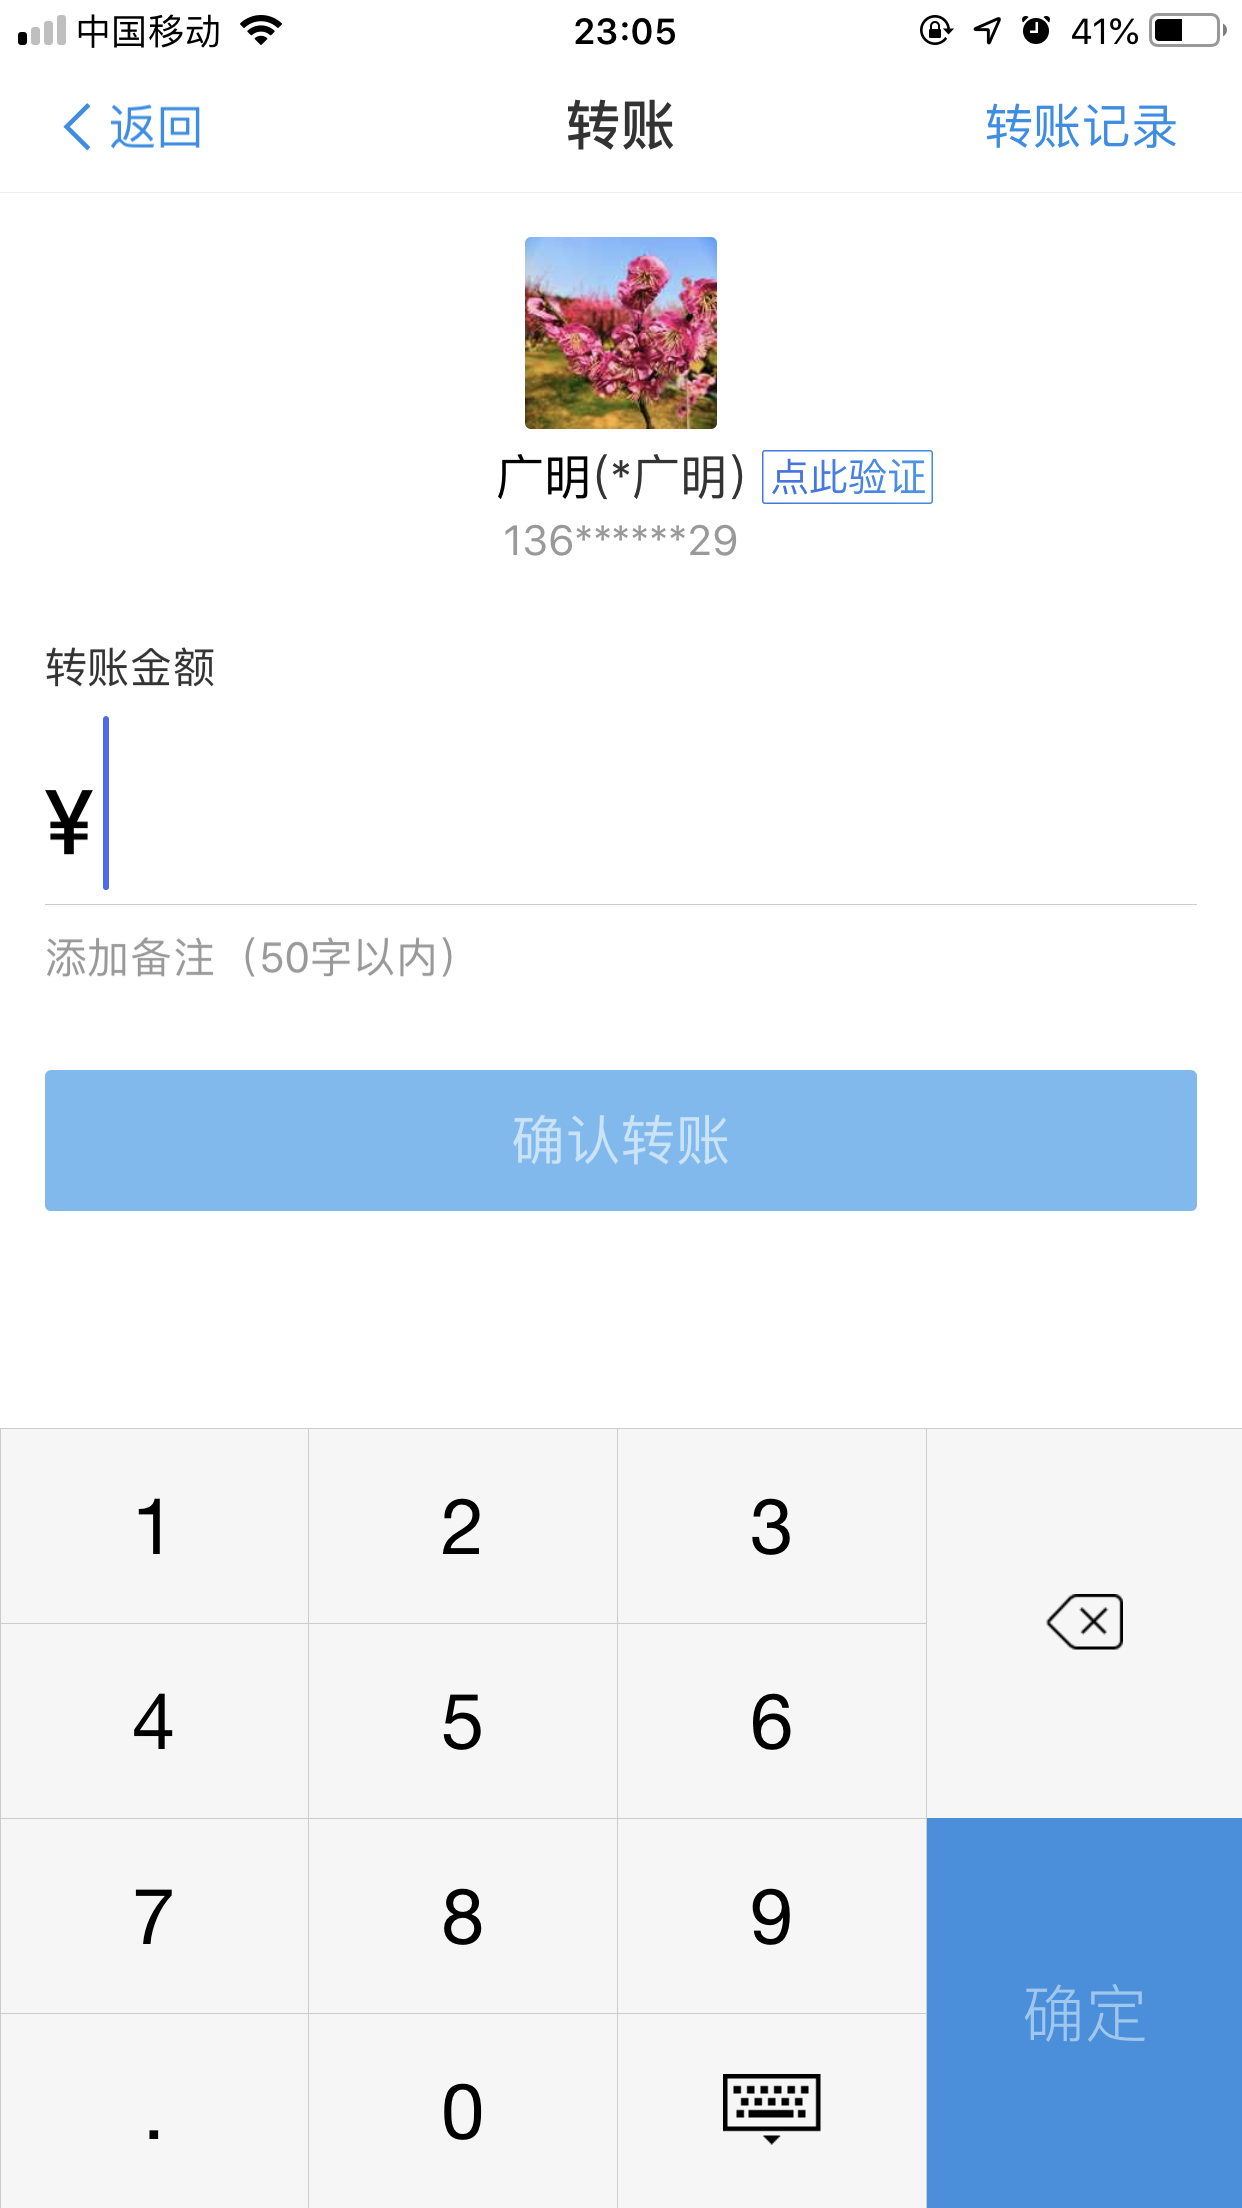 中国移动 23:05 41%
返回 转账 转账记录
广明(*广明) 点此验证
136******29
转账金额
¥
添加备注（50字以内）
确认转账
1 2 3
4 5 6
7 8 9
确定
. 0